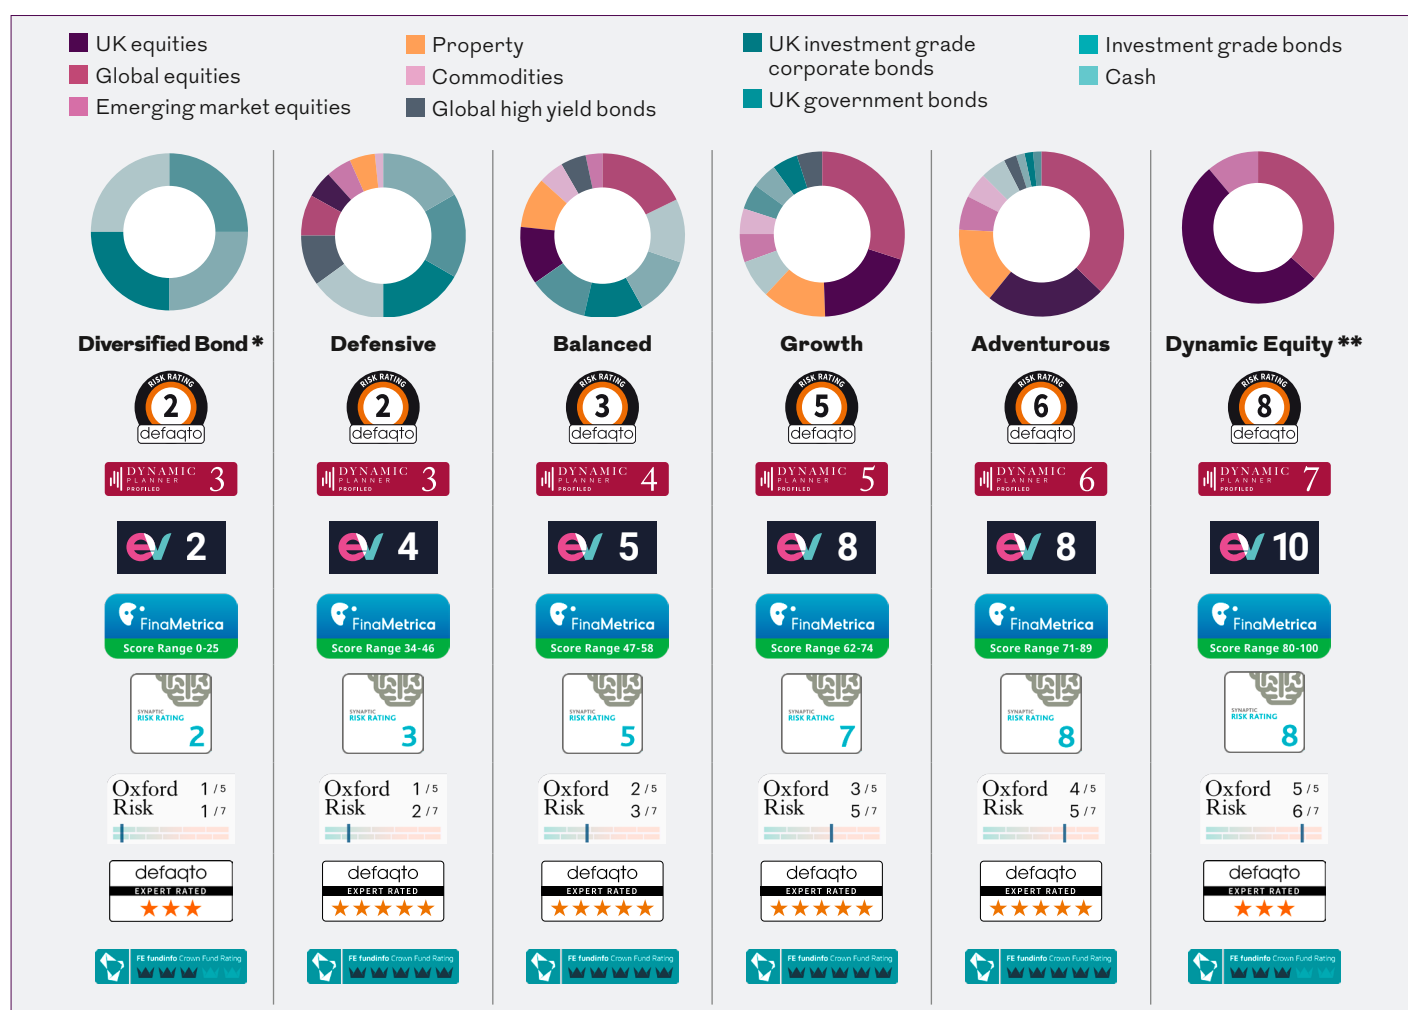 UK equities
Global equities
Emerging market equities
Property
Commodities
Global high yield bonds
UK investment grade
corporate bonds
UK government bonds
Investment grade bonds
Cash
Diversified Bond *
Defensive
Balanced
Growth
Adventurous
Dynamic Equity **
RISK RATING
2
defaqto
RISK RATING
2
defaqto
RISK RATING
3
defaqto
RISK RATING
5
defaqto
RISK RATING
6
defaqto
RISK RATING
8
defaqto
DYNAMIC
PLANNER
PROFILED
3
DYNAMIC
PLANNER
PROFILED
3
DYNAMIC
PLANNER
PROFILED
4
DYNAMIC
PLANNER
PROFILED
5
DYNAMIC
PLANNER
PROFILED
6
DYNAMIC
PLANNER
PROFILED
7
ev 2
ev 4
ev 5
ev 8
ev 8
ev 10
FinaMetrica
Score Range 0-25
FinaMetrica
Score Range 34-46
FinaMetrica
Score Range 47-58
FinaMetrica
Score Range 62-74
FinaMetrica
Score Range 71-89
FinaMetrica
Score Range 80-100
SYNAPTIC
RISK RATING
2
SYNAPTIC
RISK RATING
3
SYNAPTIC
RISK RATING
5
SYNAPTIC
RISK RATING
7
SYNAPTIC
RISK RATING
8
SYNAPTIC
RISK RATING
8
Oxford 1 / 5
Risk 1 / 7
Oxford 1 / 5
Risk 2 / 7
Oxford 2 / 5
Risk 3 / 7
Oxford 3 / 5
Risk 5 / 7
Oxford 4 / 5
Risk 5 / 7
Oxford 5 / 5
Risk 6 / 7
defaqto
EXPERT RATED
defaqto
EXPERT RATED
defaqto
EXPERT RATED
defaqto
EXPERT RATED
defaqto
EXPERT RATED
defaqto
EXPERT RATED
FE fundinfo Crown Fund Rating
FE fundinfo Crown Fund Rating
FE fundinfo Crown Fund Rating
FE fundinfo Crown Fund Rating
FE fundinfo Crown Fund Rating
FE fundinfo Crown Fund Rating